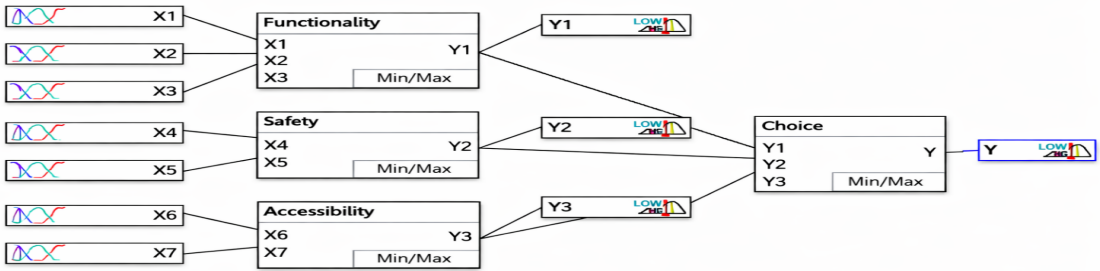 X1
X2
X3
X4
X5
X6
X7
Functionality
X1
X2
X3
Y1
Min/Max
Safety
X4
X5
Y2
Min/Max
Accessibility
X6
X7
Y3
Min/Max
Y1
LOW
Y2
LOW
Y3
LOW
Choice
Y1
Y2
Y3
Y
Min/Max
Y
LOW